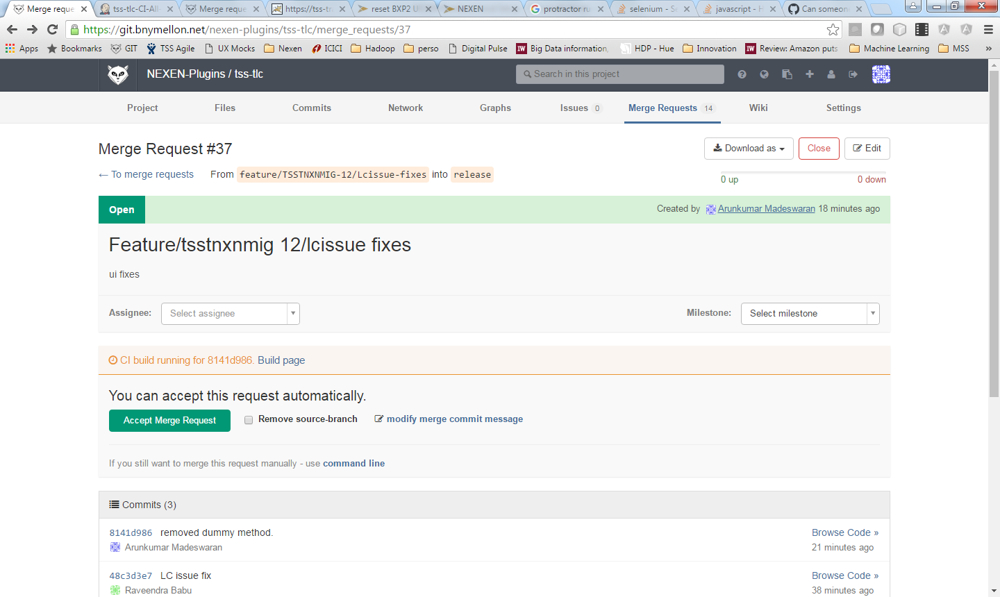 Merge reque
tss-tlc-CI-All-
Merge reque
https://tss-tra
reset BXP2 UI
NEXEN
protractor ru
selenium - Se
javascript - H
Can someon
https://git.bnymellon.net/nexen-plugins/tss-tlc/merge_requests/37
Apps Bookmarks GIT TSS Agile UX Mocks Nexen ICICI Hadoop perso Digital Pulse IW Big Data information, HDP - Hue Innovation IW Review: Amazon puts Machine Learning MSS »
NEXEN-Plugins / tss-tlc
Search in this project
Project Files Commits Network Graphs Issues 0 Merge Requests 14 Wiki Settings
Merge Request #37
Download as Close Edit
← To merge requests From feature/TSSTNXNMIG-12/Lcissue-fixes into release
0 up 0 down
Open Created by Arunkumar Madeswaran 18 minutes ago
Feature/tsstnxnmig 12/lcissue fixes
ui fixes
Assignee: Select assignee Milestone: Select milestone
CI build running for 8141d986. Build page
You can accept this request automatically.
Accept Merge Request Remove source-branch modify merge commit message
If you still want to merge this request manually - use command line
Commits (3)
8141d986 removed dummy method. Browse Code »
Arunkumar Madeswaran 21 minutes ago
48c3d3e7 LC issue fix Browse Code »
Raveendra Babu 38 minutes ago